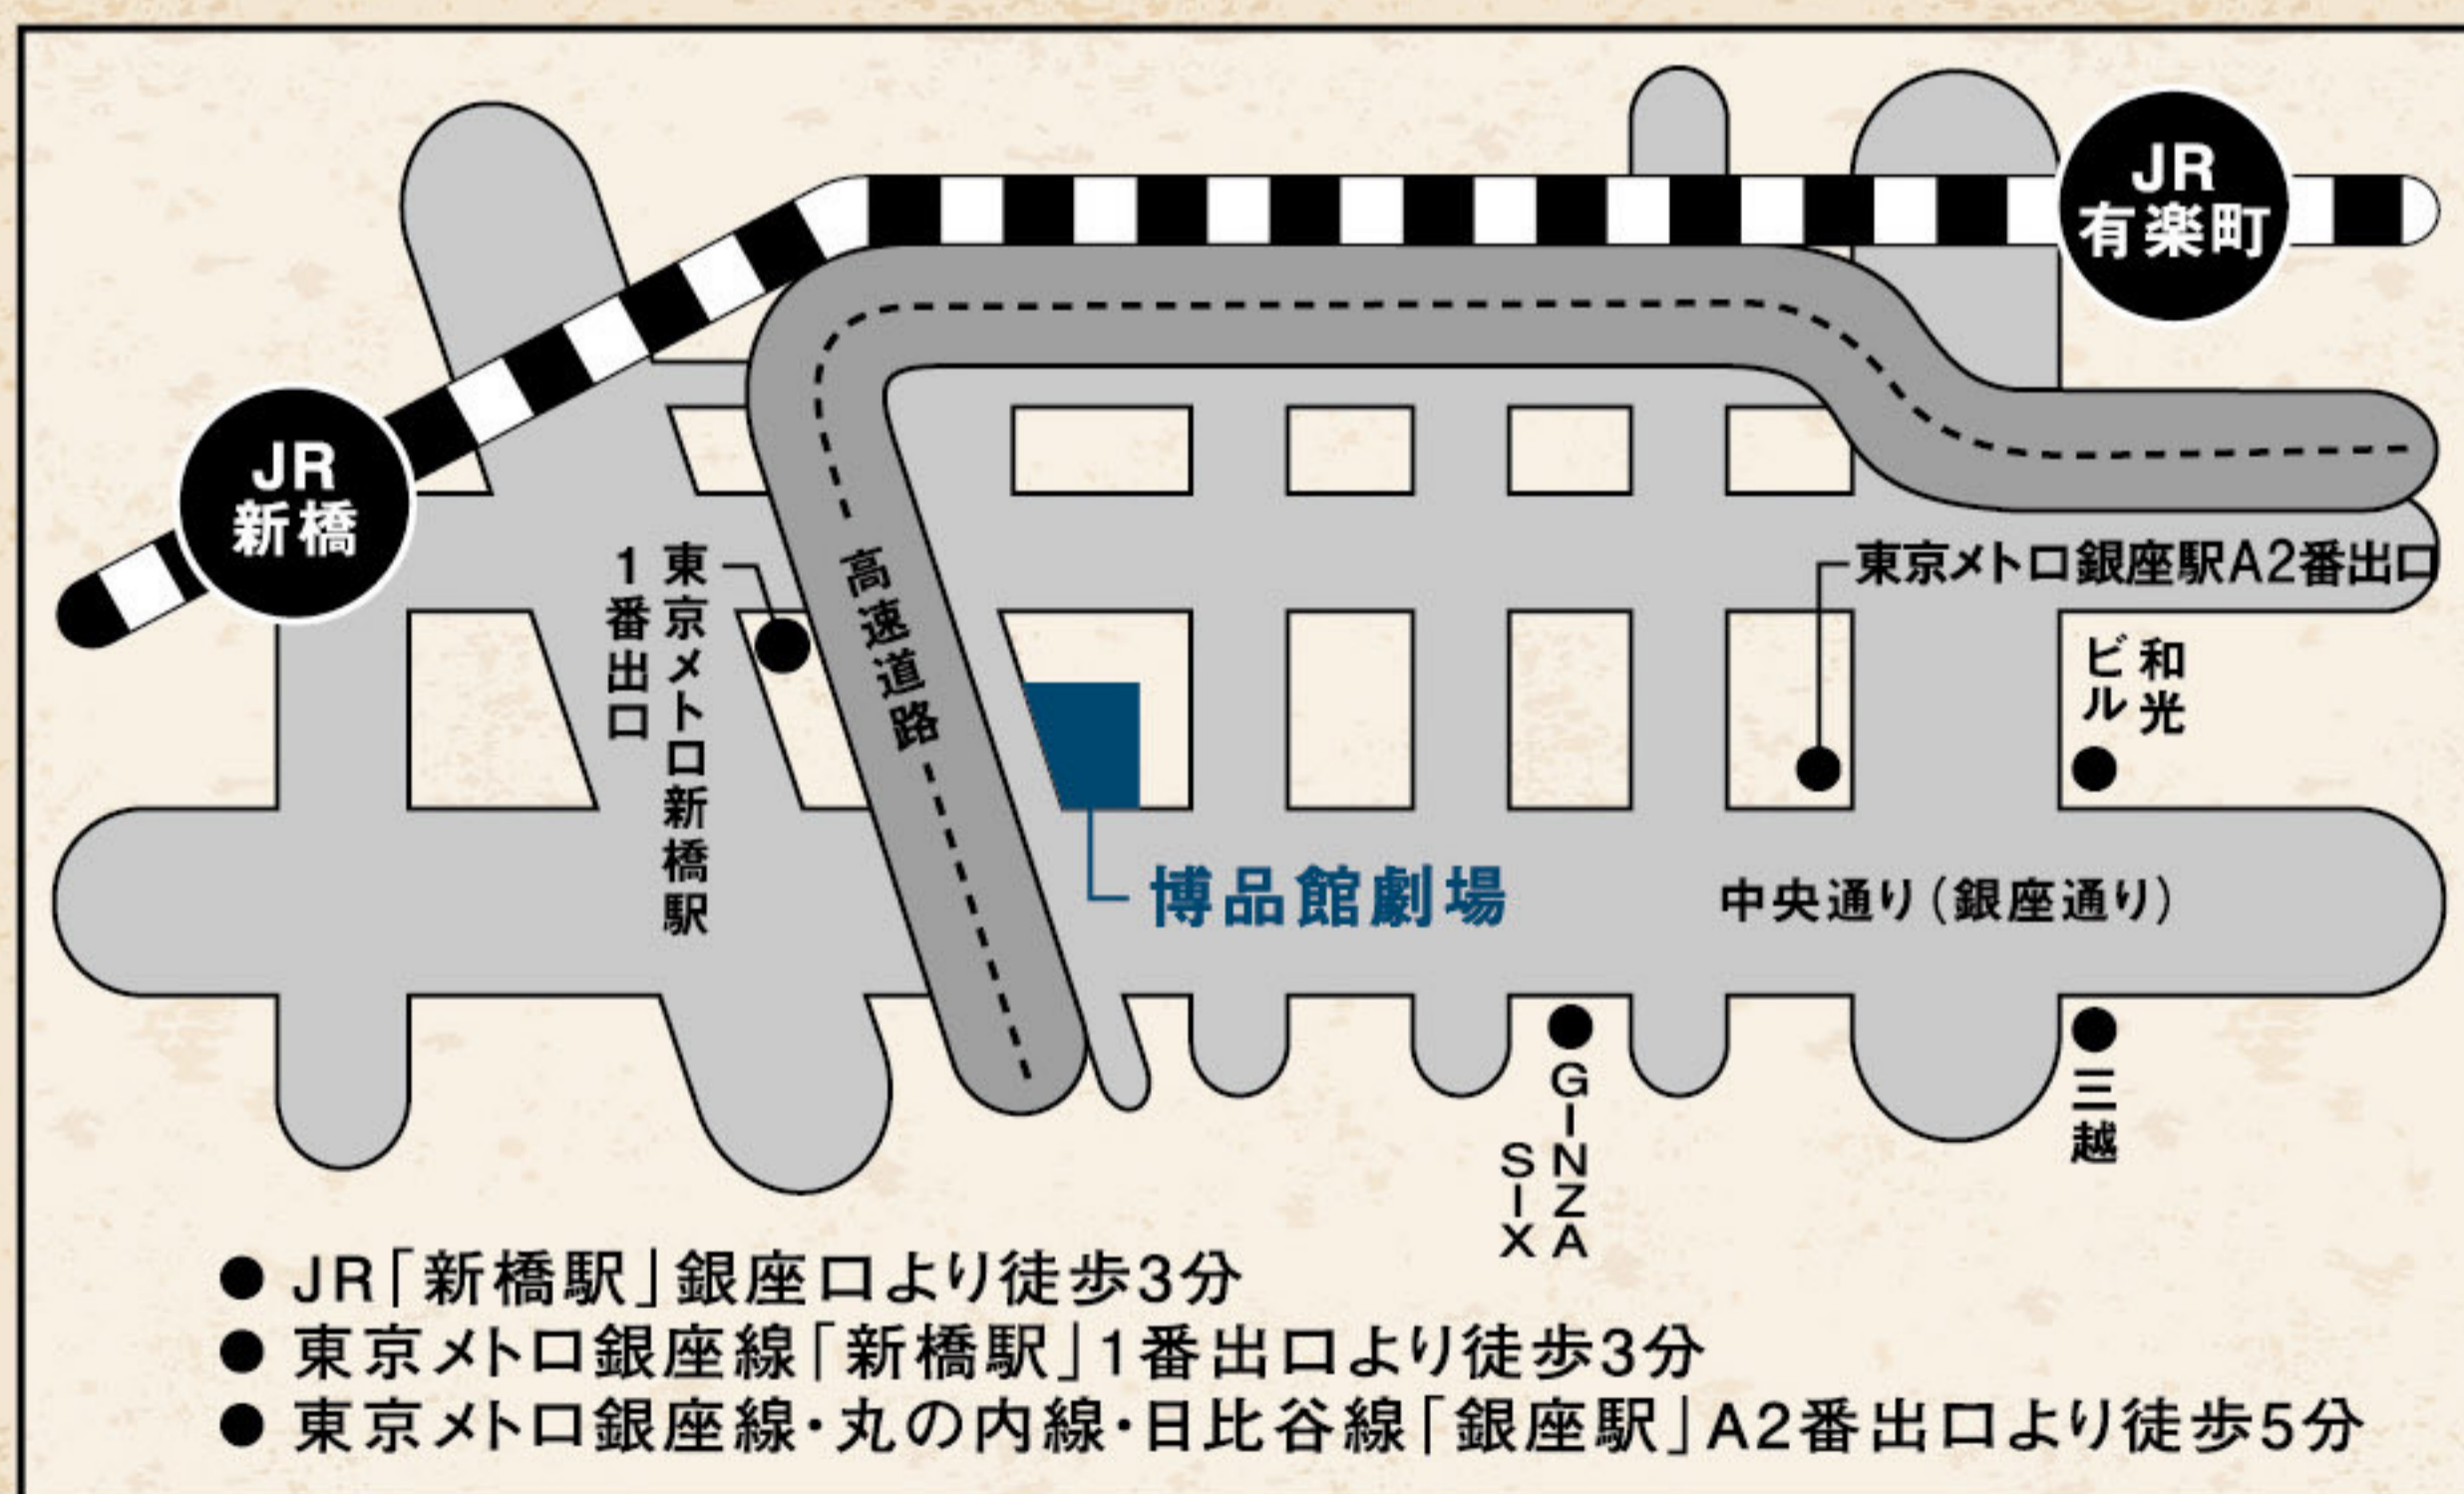 JR
有楽町
JR
新橋
東京メトロ新橋駅
1番出口
高速道路
東京メトロ銀座駅A2番出口
和光
ビル
博品館劇場
中央通り(銀座通り)
GINZA
SIX
三越
● JR「新橋駅」銀座口より徒歩3分
● 東京メトロ銀座線「新橋駅」1番出口より徒歩3分
● 東京メトロ銀座線・丸の内線・日比谷線「銀座駅」A2番出口より徒歩5分